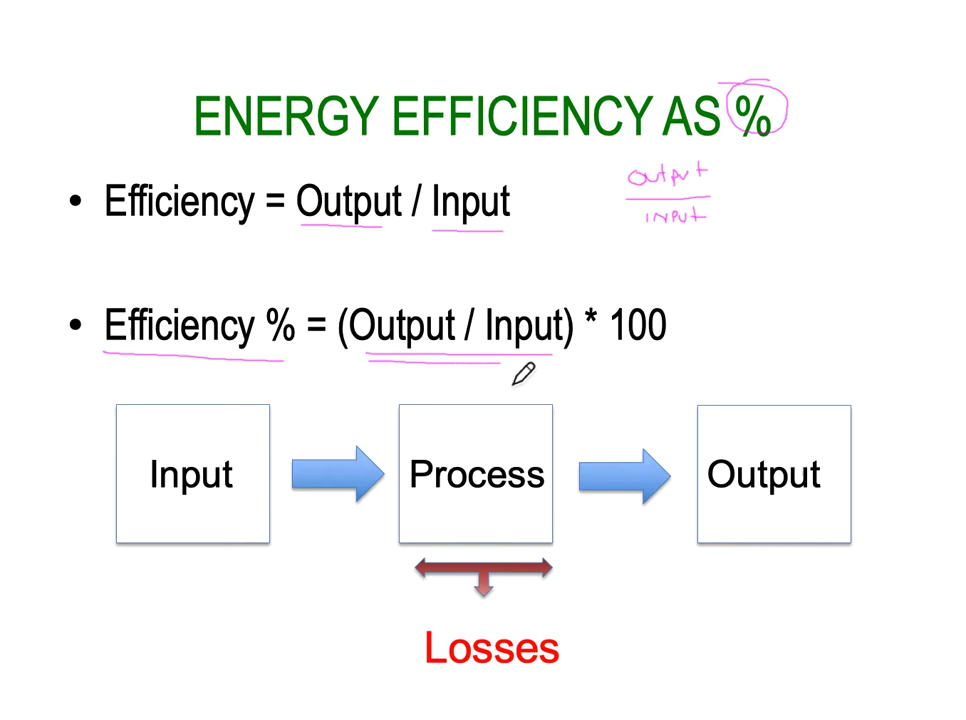 ENERGY EFFICIENCY AS %
• Efficiency = Output / Input
output
INPUT
• Efficiency % = (Output / Input) * 100
Input
Process
Output
Losses